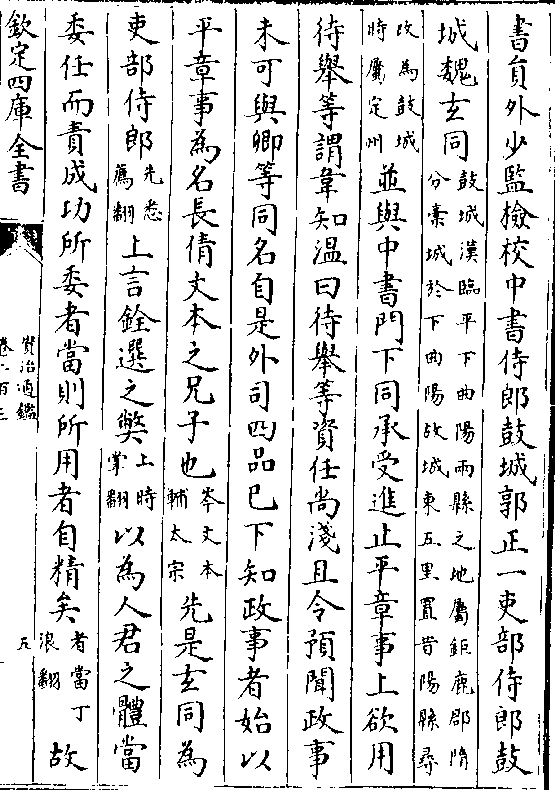 書員外少監檢校中書侍郎鼓城郭正一吏部侍郎鼓
城魏玄同鼓城漢臨平下曲陽兩縣之地屬鉅鹿郡隋分槀城於下曲陽故城東五里置昔陽縣尋
改為鼓城時屬定州並與中書門下同承受進止平章事上欲用
待舉等謂韋知溫曰待舉等資任尚淺且令預聞政事
未可與卿等同名自是外司四品已下知政事者始以
平章事為名長倩文本之兄子也岑文本輔太宗先是玄同為
吏部侍郎先悉薦翻上言銓選之弊上時掌翻以為人君之體當
委任而責成功所委者當則所用者自精矣者當丁浪翻故
欽定四庫全書
資治通鑑
卷二百三
五